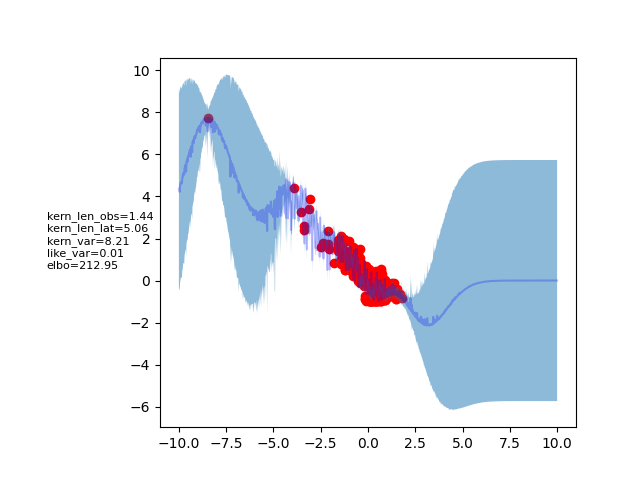 10
8
6
4
2
0
−2
−4
−6
kern_len_obs=1.44
kern_len_lat=5.06
kern_var=8.21
like_var=0.01
elbo=212.95
−10.0 −7.5 −5.0 −2.5 0.0 2.5 5.0 7.5 10.0